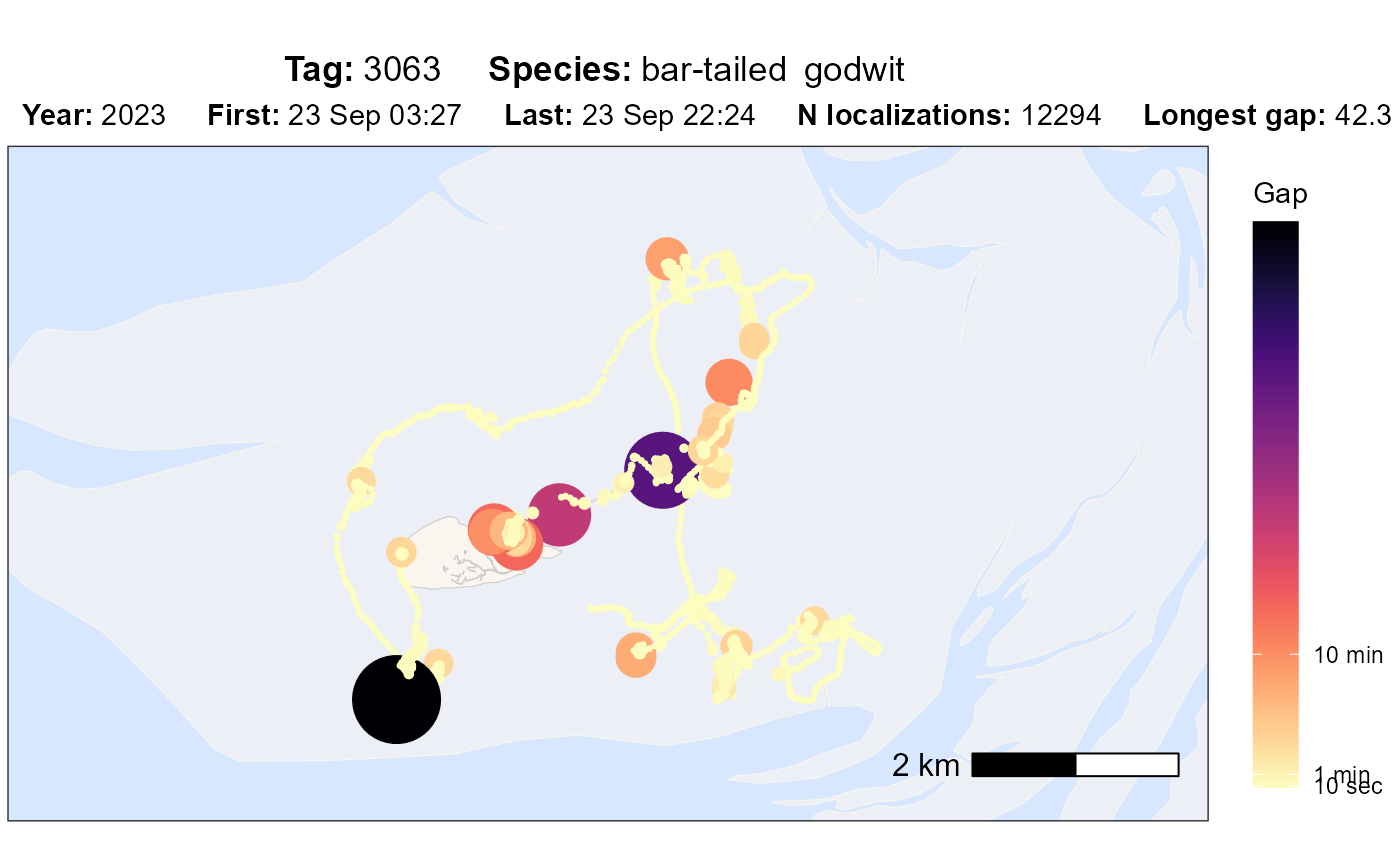 Tag: 3063 Species: bar-tailed godwit
Year: 2023 First: 23 Sep 03:27 Last: 23 Sep 22:24 N localizations: 12294 Longest gap: 42.3
Gap
10 min
1 min
10 sec
2 km